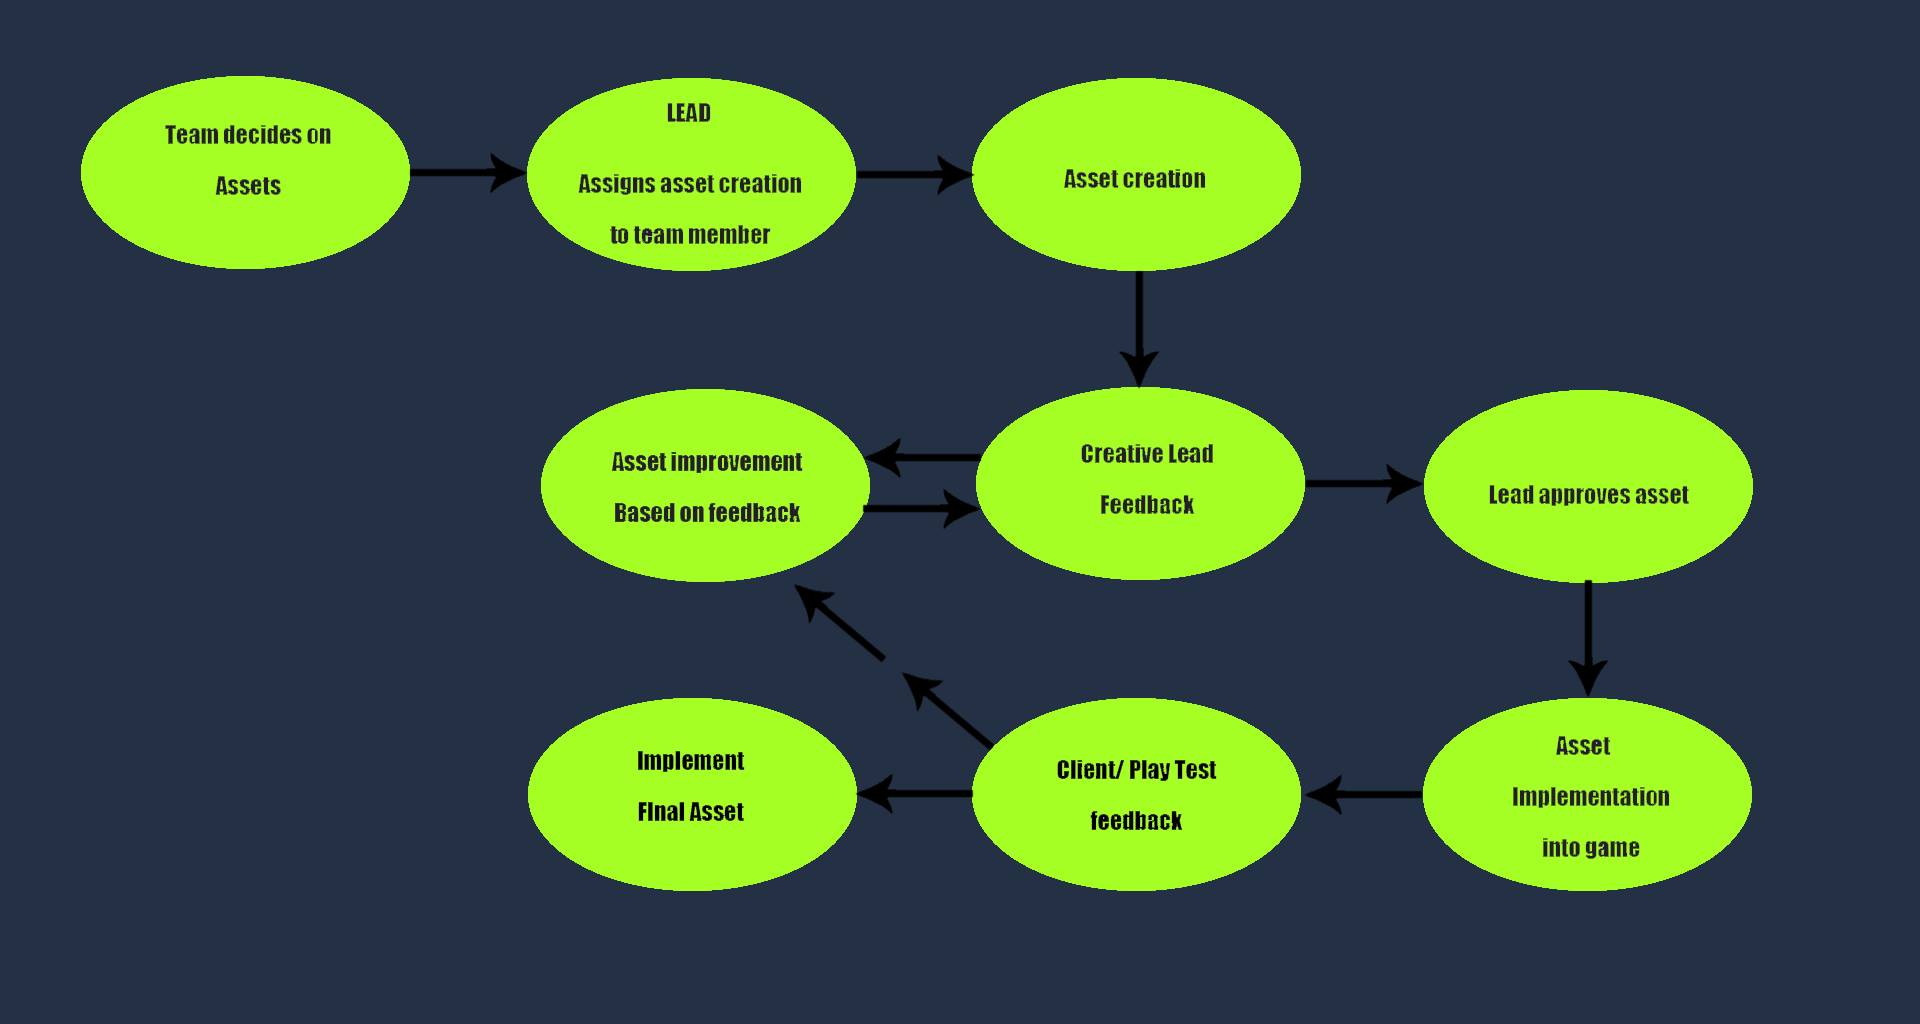 Team decides on
Assets
LEAD
Assigns asset creation
to team member
Asset creation
Asset improvement
Based on feedback
Creative Lead
Feedback
Lead approves asset
Implement
FInal Asset
Client/ Play Test
feedback
Asset
Implementation
into game